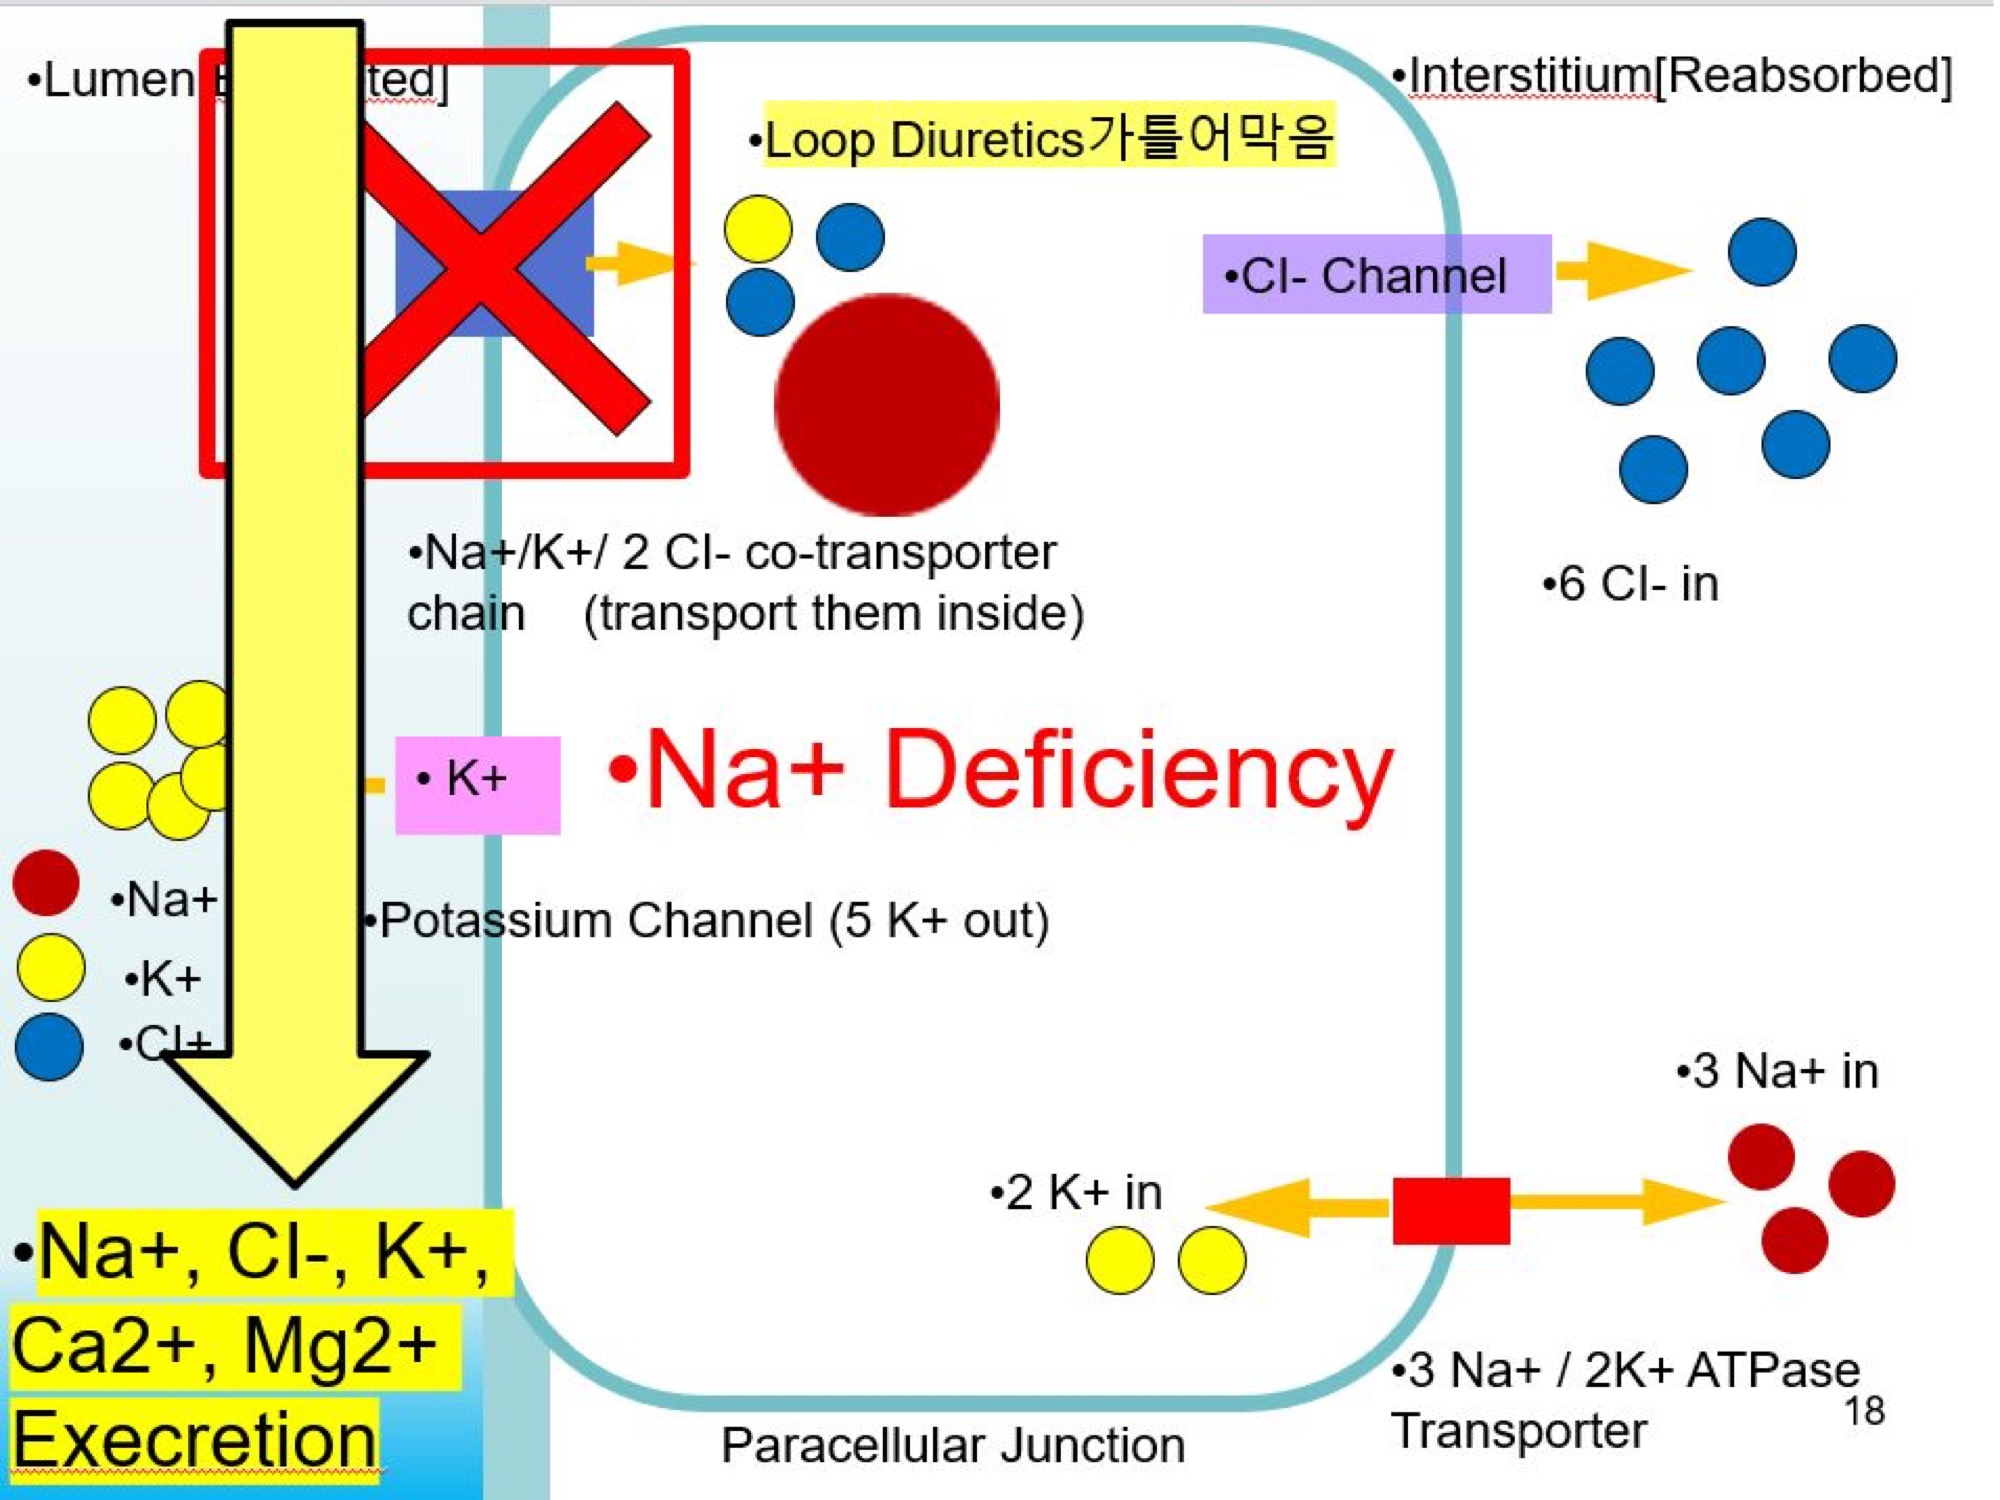 •Lumen ted]
•Interstitium[Reabsorbed]
•Loop Diuretics가틀어막음
•Cl- Channel
•Na+/K+/ 2 Cl- co-transporter
chain (transport them inside)
•6 Cl- in
• K+
•Na+ Deficiency
•Na+
•Potassium Channel (5 K+ out)
•K+
•Cl+
•3 Na+ in
•2 K+ in
•Na+, Cl-, K+,
Ca2+, Mg2+
Execretion
•3 Na+ / 2K+ ATPase
Transporter
18
Paracellular Junction